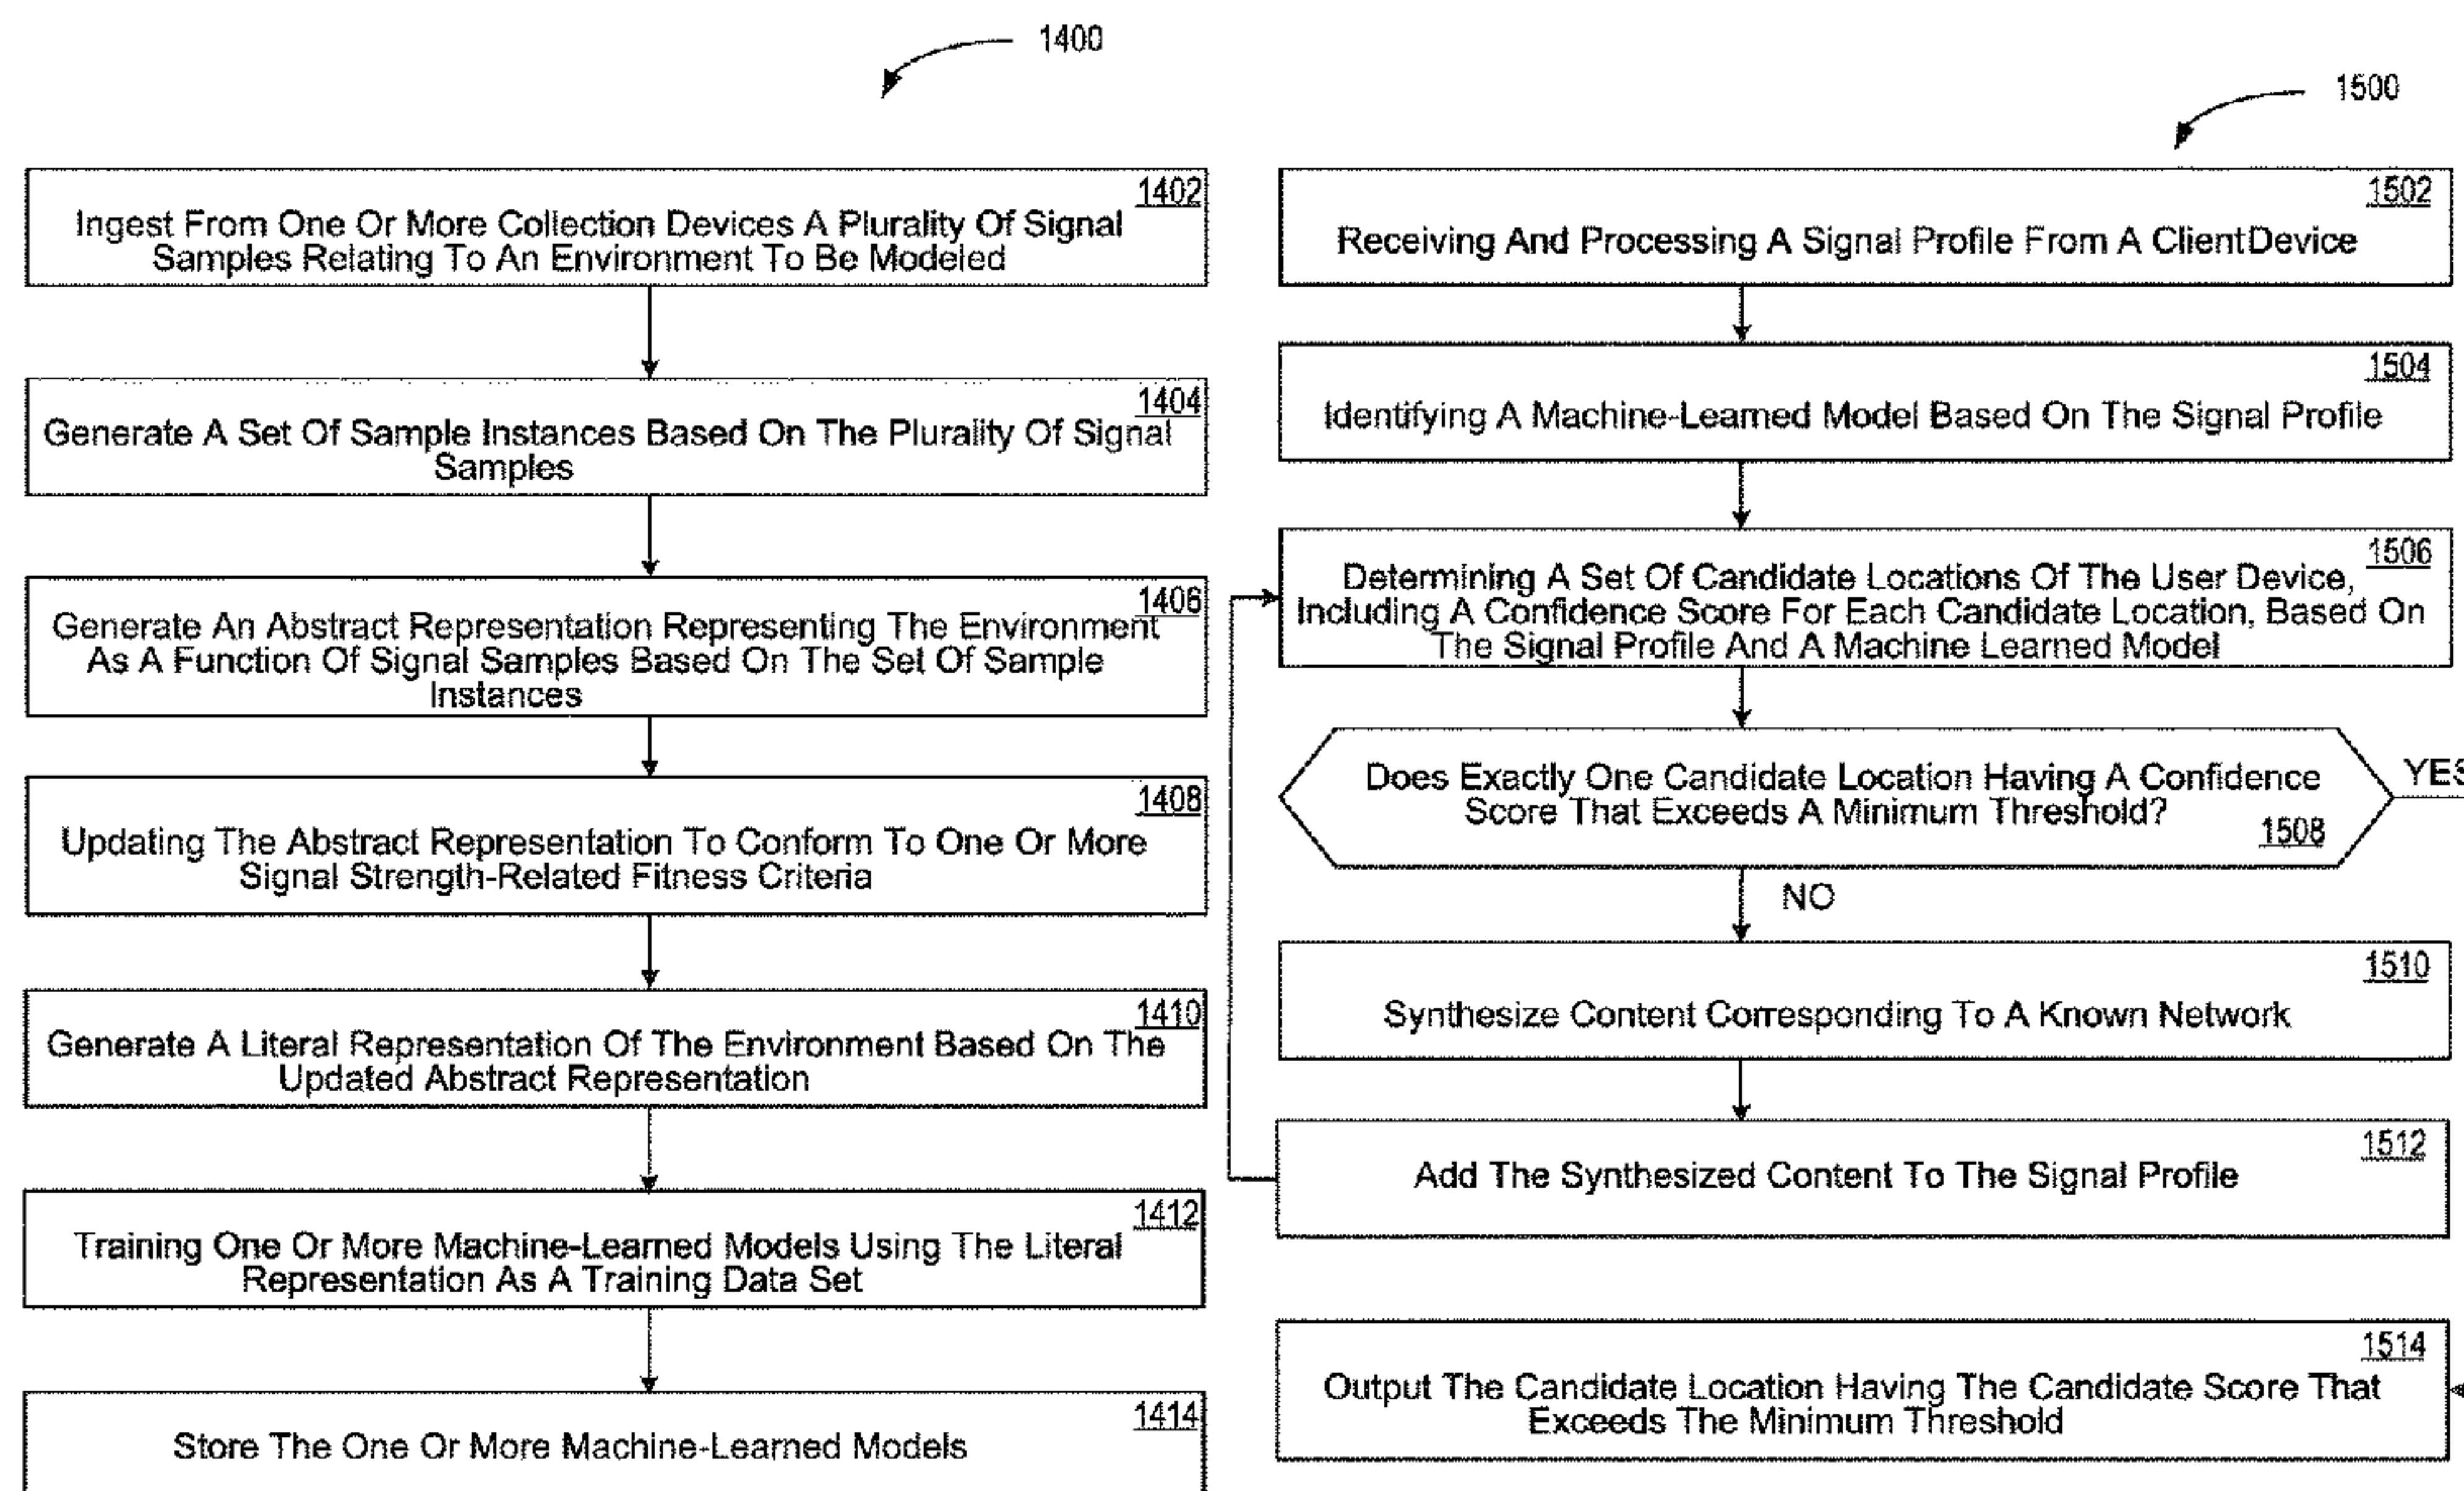 1400
1402
Ingest From One Or More Collection Devices A Plurality Of Signal
Samples Relating To An Environment To Be Modeled
1404
Generate A Set Of Sample Instances Based On The Plurality Of Signal
Samples
1406
Generate An Abstract Representation Representing The Environment
As A Function Of Signal Samples Based On The Set Of Sample
Instances
1408
Updating The Abstract Representation To Conform To One Or More
Signal Strength-Related Fitness Criteria
1410
Generate A Literal Representation Of The Environment Based On The
Updated Abstract Representation
1412
Training One Or More Machine-Learned Models Using The Literal
Representation As A Training Data Set
1414
Store The One Or More Machine-Learned Models
1500
1502
Receiving And Processing A Signal Profile From A ClientDevice
1504
Identifying A Machine-Learned Model Based On The Signal Profile
1506
Determining A Set Of Candidate Locations Of The User Device,
Including A Confidence Score For Each Candidate Location, Based On
The Signal Profile And A Machine Learned Model
Does Exactly One Candidate Location Having A Confidence
Score That Exceeds A Minimum Threshold?
1508
YES
NO
1510
Synthesize Content Corresponding To A Known Network
1512
Add The Synthesized Content To The Signal Profile
1514
Output The Candidate Location Having The Candidate Score That
Exceeds The Minimum Threshold